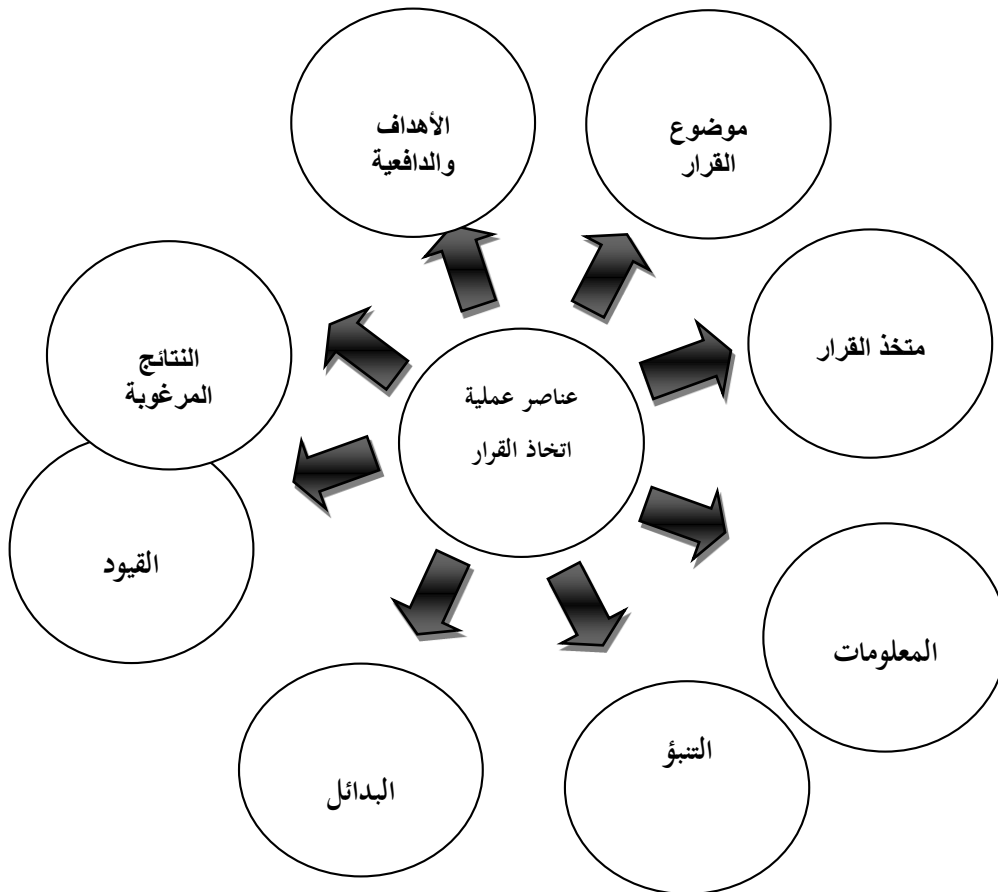 الأهداف
والدافعية
موضوع
القرار
متخذ القرار
النتائج
المرغوبة
عناصر عملية
اتخاذ القرار
القيود
المعلومات
التنبؤ
البدائل